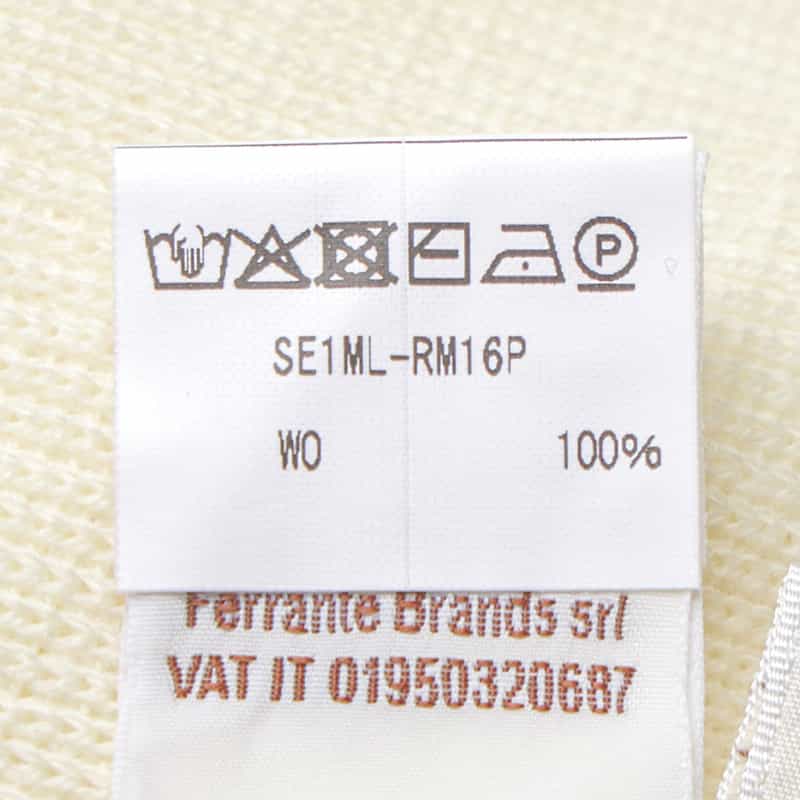 P
SE1ML-RM16P
WO 100%
Ferrante Brands srl
VAT IT 01950320687